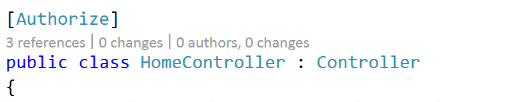 [Authorize]
3 references | 0 changes | 0 authors, 0 changes
public class HomeController : Controller
{